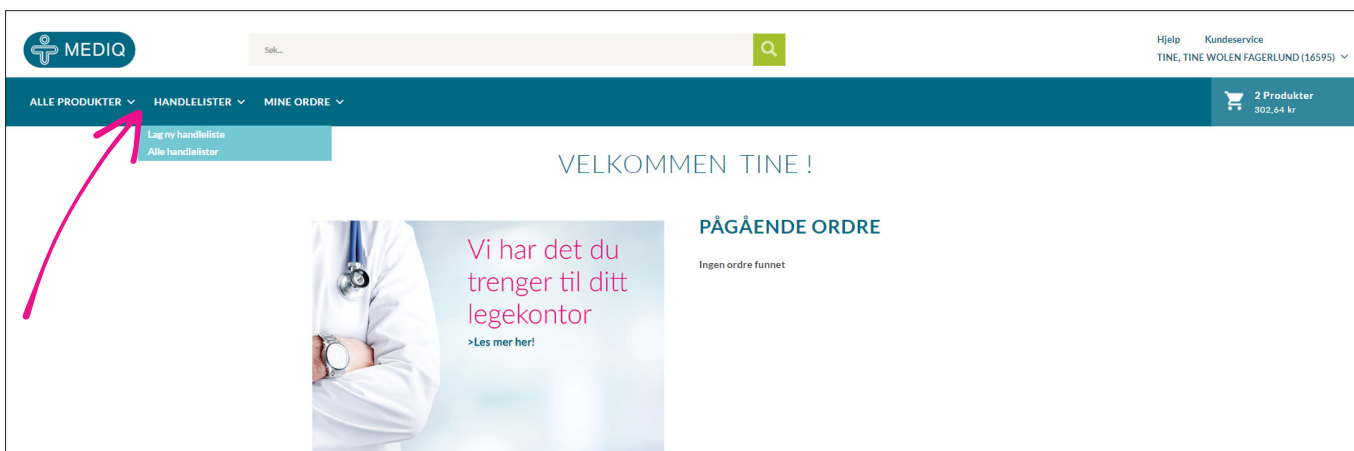 MEDIQ
Søk...
Hjelp Kundeservice
TINE, TINE WOLEN FAGERLUND (16595)
ALLE PRODUKTER HANDLELISTER MINE ORDRE
2 Produkter
302,64 kr
Lag ny handleliste
Alle handlelister
VELKOMMEN TINE !
Vi har det du
trenger til ditt
legekontor
>Les mer her!
PÅGÅENDE ORDRE
Ingen ordre funnet